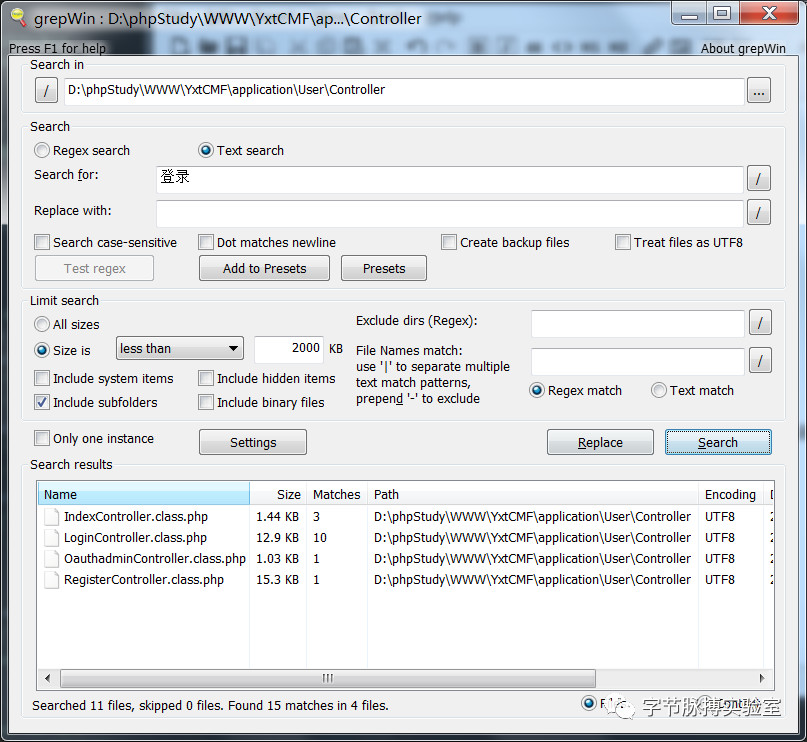 grepWin : D:\phpStudy\WWW\YxtCMF\ap...\Controller
Press F1 for help
About grepWin
Search in
/
D:\phpStudy\WWW\YxtCMF\application\User\Controller
...
Search
Regex search
Text search
Search for:
登录
/
Replace with:
/
Search case-sensitive
Dot matches newline
Create backup files
Treat files as UTF8
Test regex
Add to Presets
Presets
Limit search
All sizes
Size is
less than
2000
KB
Include system items
Include hidden items
Include subfolders
Include binary files
Exclude dirs (Regex):
/
File Names match:
use '|' to separate multiple
text match patterns,
prepend '-' to exclude
/
Regex match
Text match
Only one instance
Settings
Replace
Search
Search results
Name Size Matches Path Encoding
IndexController.class.php 1.44 KB 3 D:\phpStudy\WWW\YxtCMF\application\User\Controller UTF8
LoginController.class.php 12.9 KB 10 D:\phpStudy\WWW\YxtCMF\application\User\Controller UTF8
OauthadminController.class.php 1.03 KB 1 D:\phpStudy\WWW\YxtCMF\application\User\Controller UTF8
RegisterController.class.php 15.3 KB 1 D:\phpStudy\WWW\YxtCMF\application\User\Controller UTF8
Searched 11 files, skipped 0 files. Found 15 matches in 4 files.
字节脉搏实验室